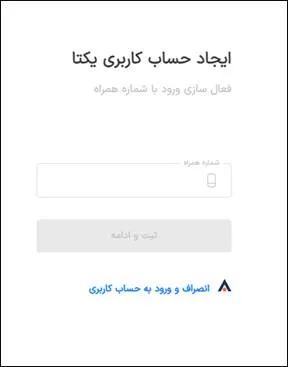 ایجاد حساب کاربری یکتا
فعال سازی ورود با شماره همراه
شماره همراه
ثبت و ادامه
انصراف و ورود به حساب کاربری